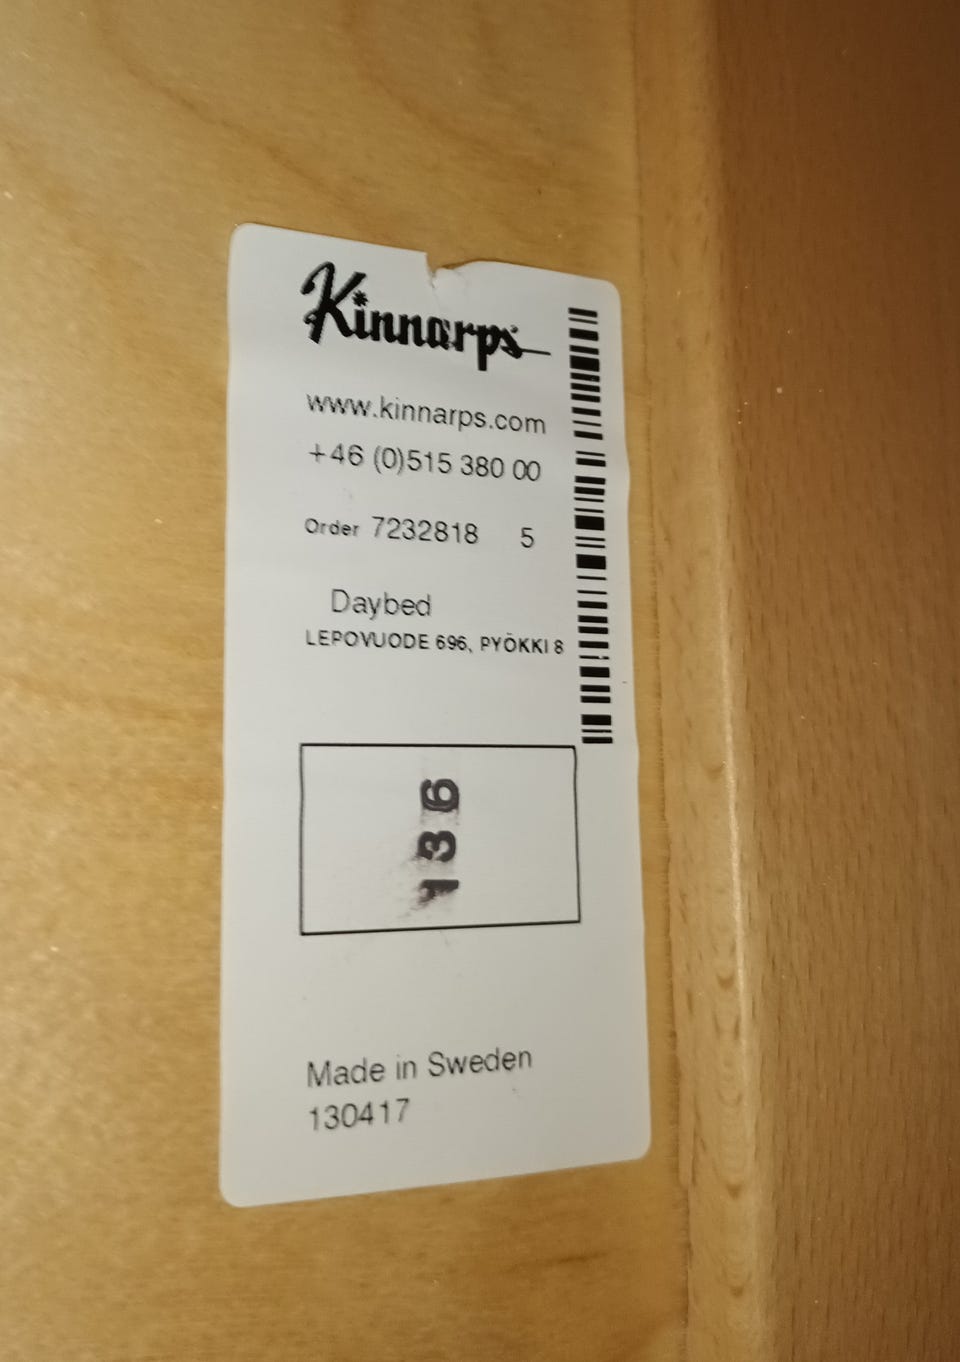 Kinnarps
www.kinnarps.com
+46 (0)515 380 00
Order 7232818 5
Daybed
LEPOVUODE 696, PYÖKKI 8
136
Made in Sweden
130417